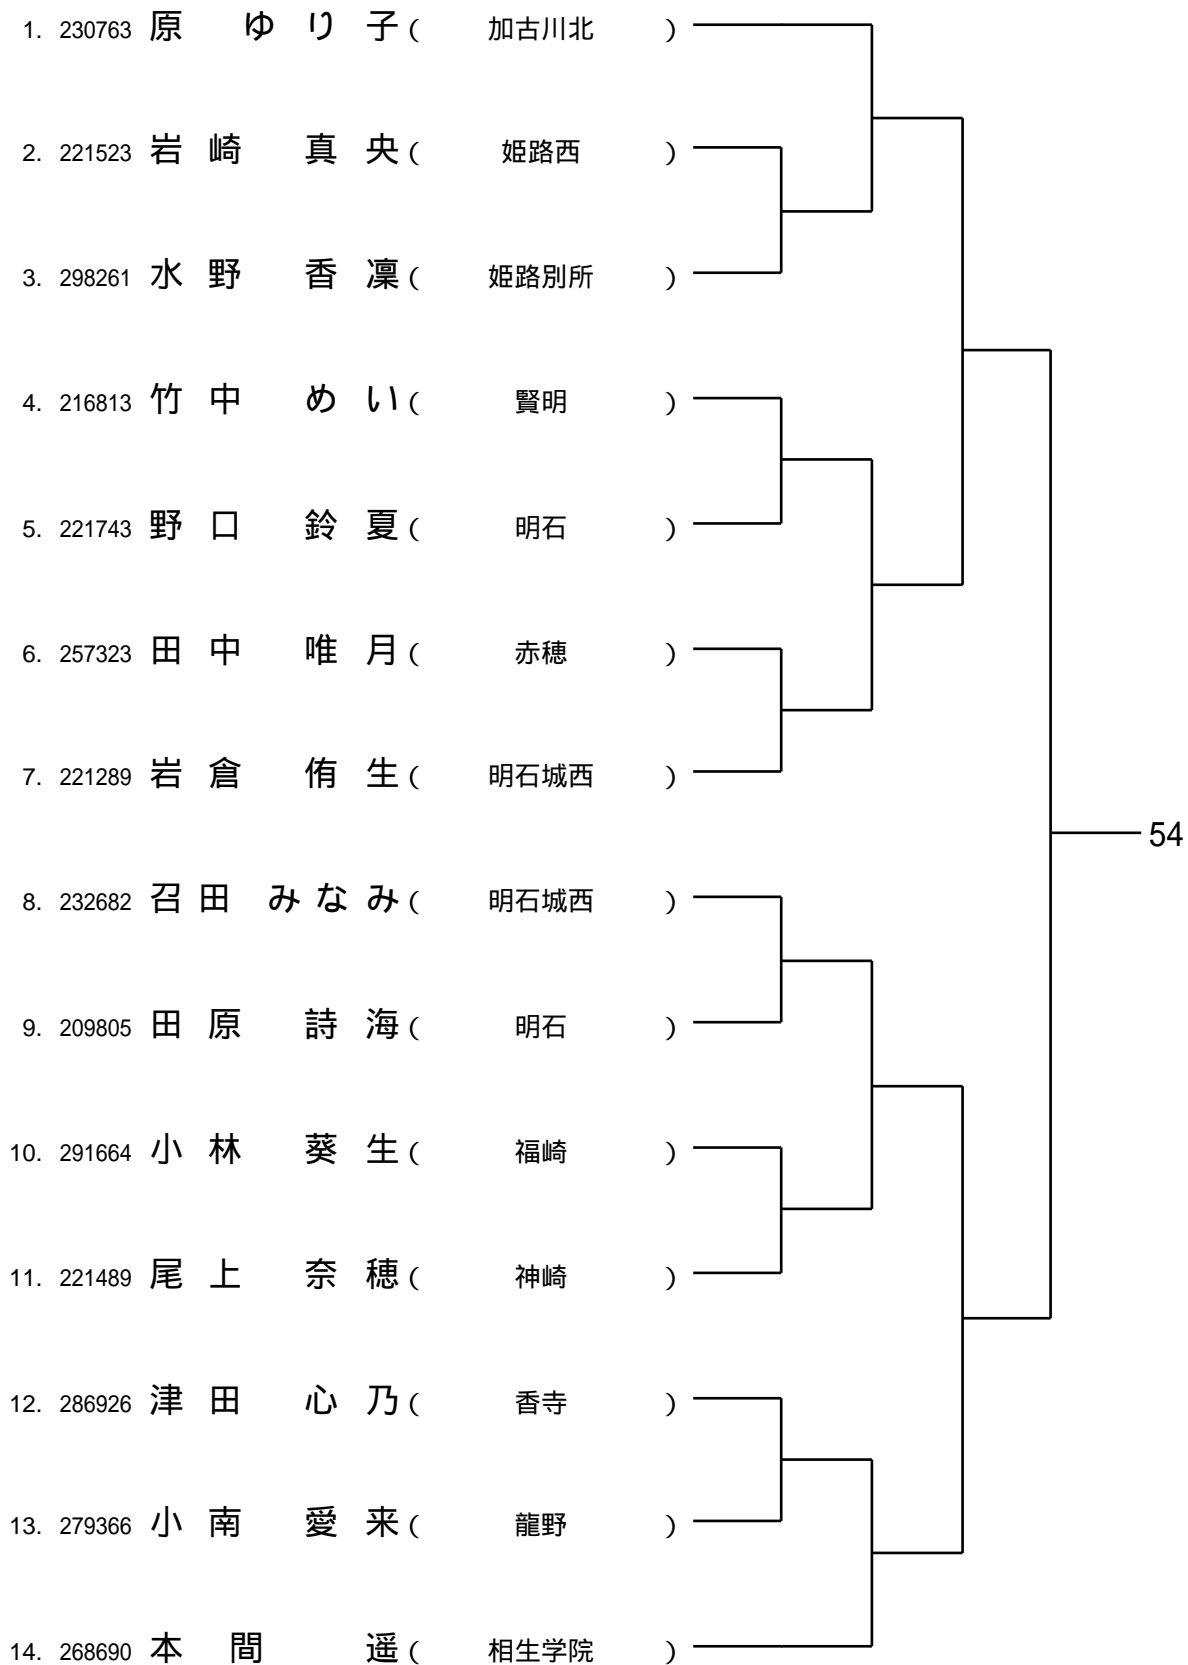 1. 230763 原 ゆり子 ( 加古川北 )
2. 221523 岩崎 真央 ( 姫路西 )
3. 298261 水野 香凜 ( 姫路別所 )
4. 216813 竹中 めい ( 賢明 )
5. 221743 野口 鈴夏 ( 明石 )
6. 257323 田中 唯月 ( 赤穂 )
7. 221289 岩倉 侑生 ( 明石城西 )
54
8. 232682 召田 みなみ ( 明石城西 )
9. 209805 田原 詩海 ( 明石 )
10. 291664 小林 葵生 ( 福崎 )
11. 221489 尾上 奈穂 ( 神崎 )
12. 286926 津田 心乃 ( 香寺 )
13. 279366 小南 愛来 ( 龍野 )
14. 268690 本間 遥 ( 相生学院 )